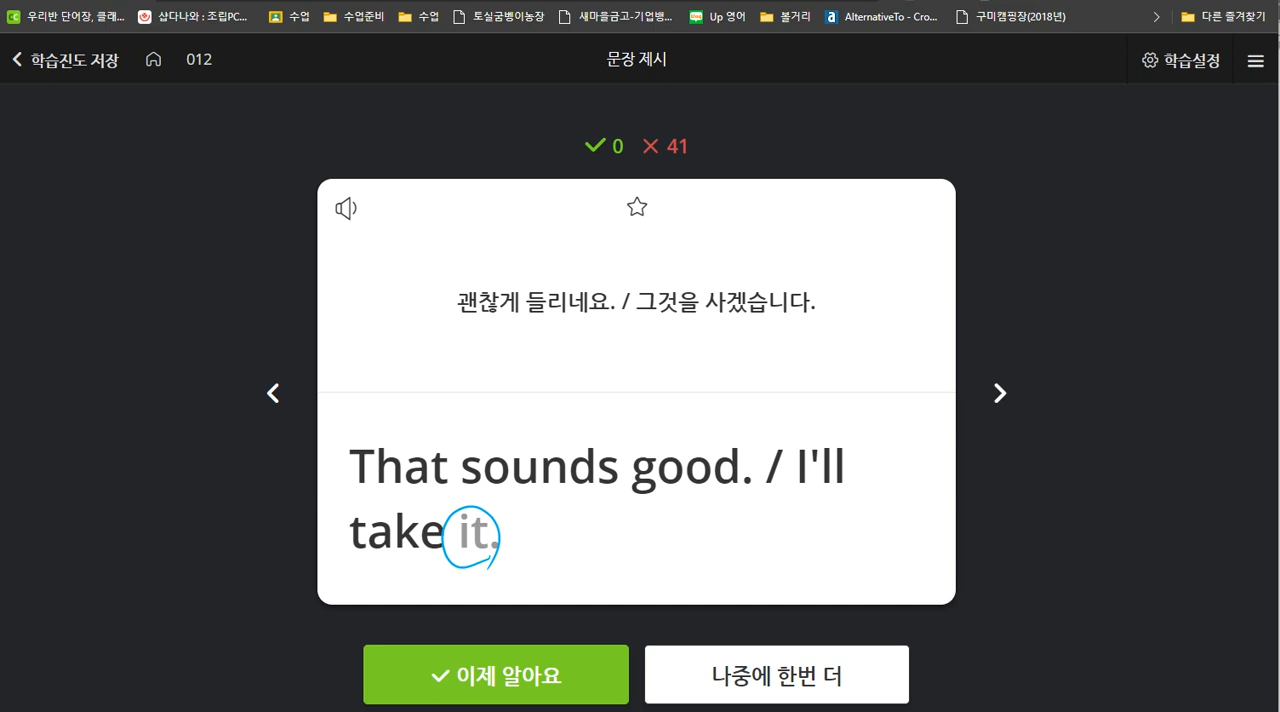 우리반 단어장, 클래... 샵다나와 : 조립PC... 수업 수업준비 수업 토실굼벵이농장 새마을금고-기업뱅... Up 영어 볼거리 AlternativeTo - Cro... 구미캠핑장(2018년) 다른 즐겨찾기
학습진도 저장 012 문장 제시 학습설정
0 41
괜찮게 들리네요. / 그것을 사겠습니다.
That sounds good. / I'll
take it.
이제 알아요 나중에 한번 더